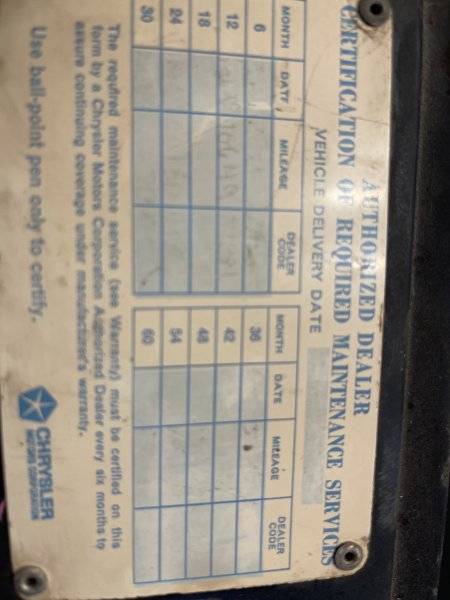 AUTHORIZED DEALER
CERTIFICATION OF REQUIRED MAINTENANCE SERVICES
VEHICLE DELIVERY DATE
MONTH DATE MILEAGE DEALER CODE MONTH DATE MILEAGE DEALER CODE
6 36
12 42
18 48
24 54
30 60
The required maintenance service (see Warranty) must be certified on this
form by a Chrysler Motors Corporation Authorized Dealer every six months to
assure continuing coverage under manufacturer's warranty.
Use ball-point pen only to certify.
CHRYSLER
MOTORS CORPORATION